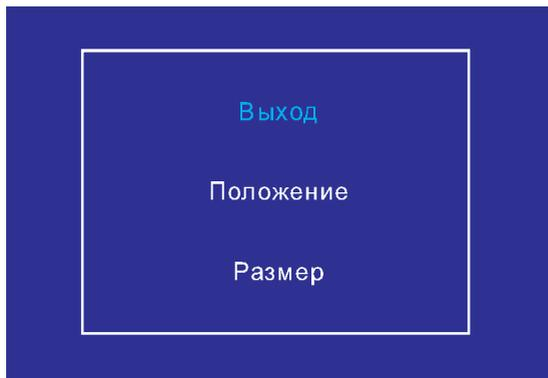 Выход
Положение
Размер